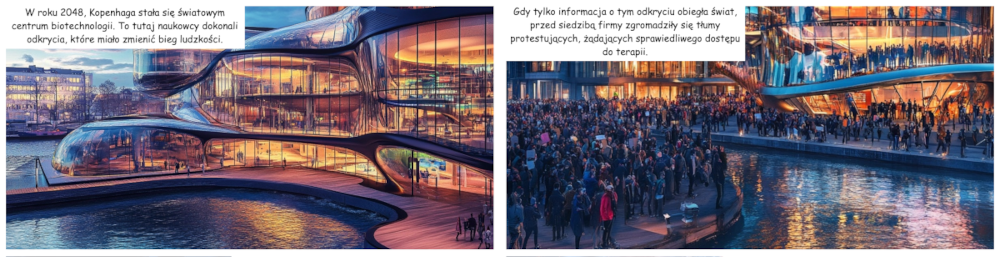 W roku 2048, Kopenhaga stała się światowym
centrum biotechnologii. To tutaj naukowcy dokonali
odkrycia, które miało zmienić bieg ludzkości.
Gdy tylko informacja o tym odkryciu obiegła świat,
przed siedzibą firmy zgromadziły się tłumy
protestujących, żądających sprawiedliwego dostępu
do terapii.